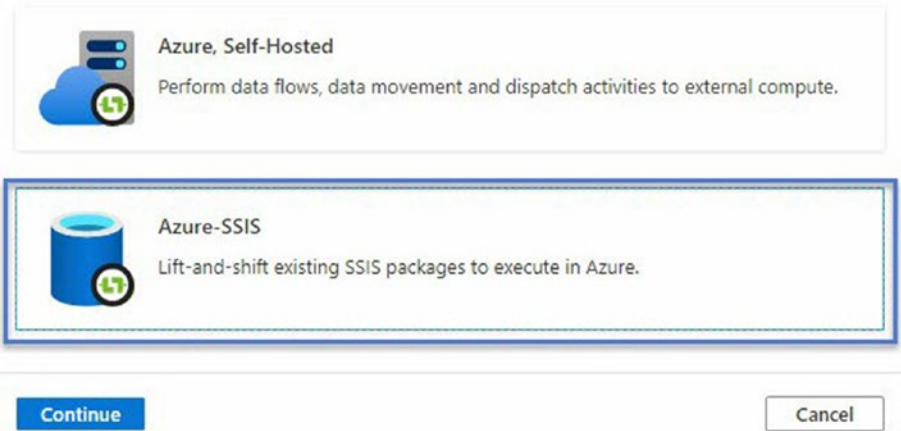 Azure, Self-Hosted
Perform data flows, data movement and dispatch activities to external compute.
Azure-SSIS
Lift-and-shift existing SSIS packages to execute in Azure.
Continue
Cancel